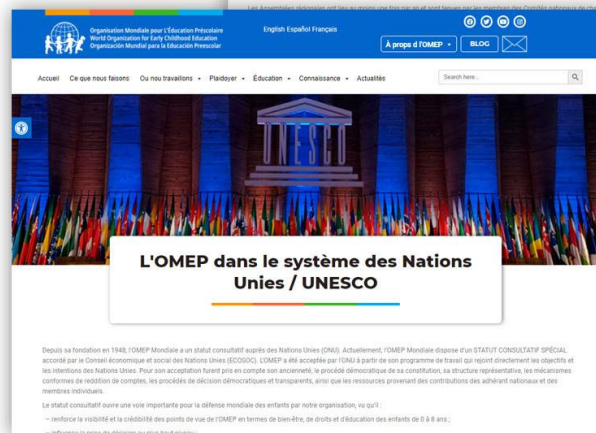 Les Assemblées régionales ont lieu au moins une fois par an et sont tenues par les membres des Comités nationaux de
Organisation Mondiale pour L'Éducation Préscolaire
World Organization for Early Childhood Education
Organización Mundial para la Educación Preescolar
English Español Français
À props d l'OMEP
BLOG
Accueil Ce que nous faisons Ou nou travaillons Plaidoyer Éducation Connaissance Actualités
Search here...
UNESCO
L'OMEP dans le système des Nations
Unies / UNESCO
Depuis sa fondation en 1948, l'OMEP Mondiale a un statut consultatif auprès des Nations Unies (ONU). Actuellement, l'OMEP Mondiale dispose d'un STATUT CONSULTATIF SPÉCIAL
accordé par le Conseil économique et social des Nations Unies (ECOSOC). L'OMEP a été acceptée par l'ONU à partir de son programme de travail qui rejoint directement les objectifs et
les intentions des Nations Unies. Pour son acceptation furent pris en compte son ancienneté, le procédé démocratique de sa constitution, sa structure représentative, les mécanismes
conformes de reddition de comptes, les procédés de décision démocratiques et transparents, ainsi que les ressources provenant des contributions des adhérant nationaux et des
membres individuels.
Le statut consultatif ouvre une voie importante pour la défense mondiale des enfants par notre organisation, vu qu'il :
– renforce la visibilité et la crédibilité des points de vue de l'OMEP en termes de bien-être, de droits et d'éducation des enfants de 0 à 8 ans ;